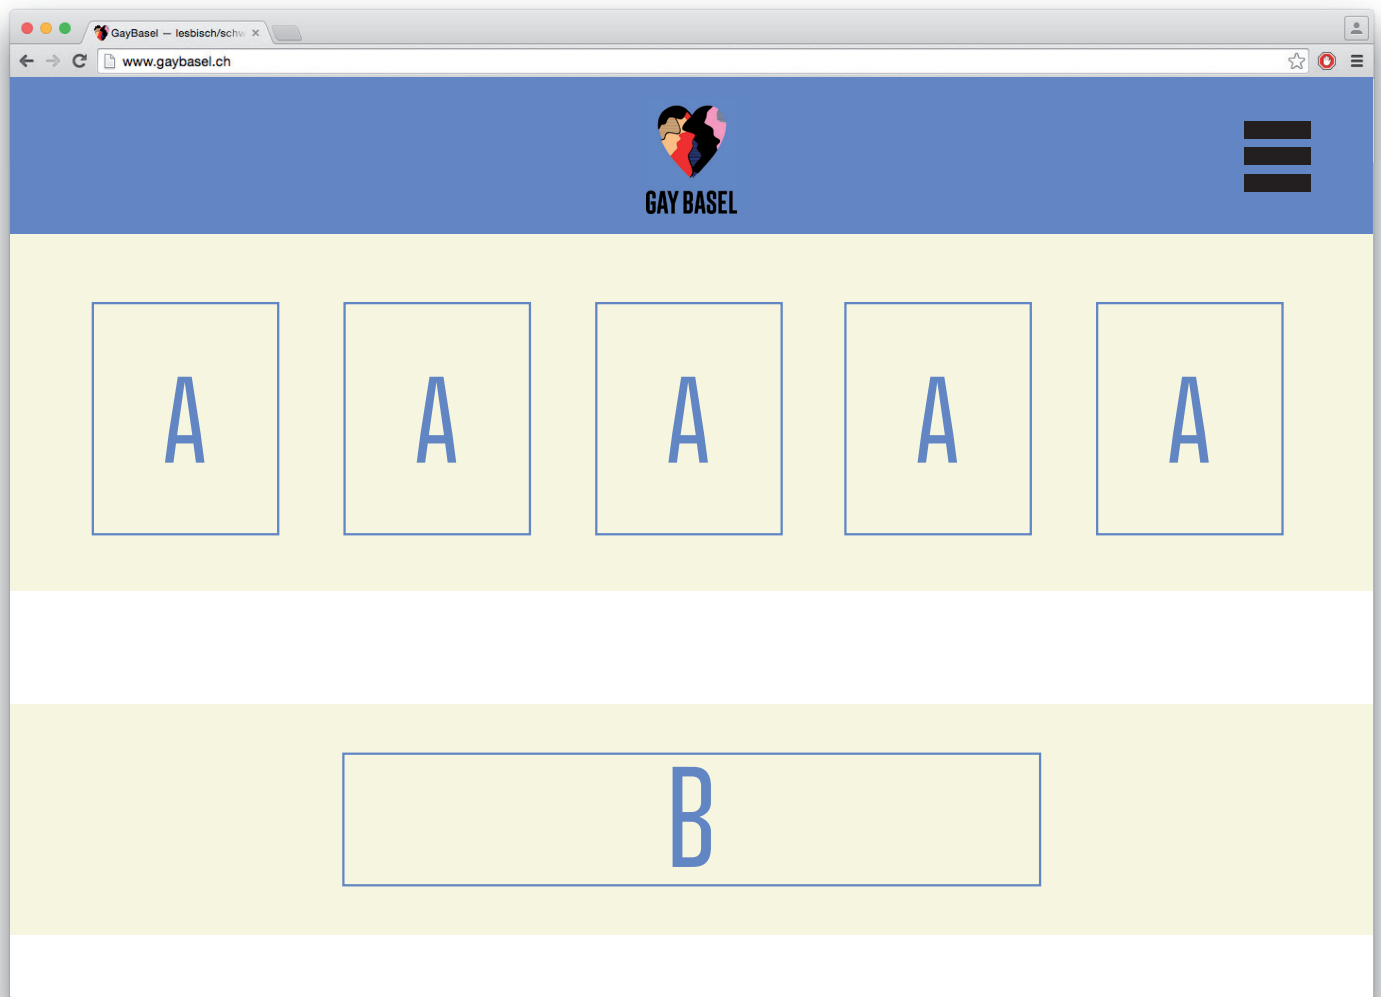 GayBasel — lesbisch/schw
www.gaybasel.ch
GAY BASEL
A A A A A
B